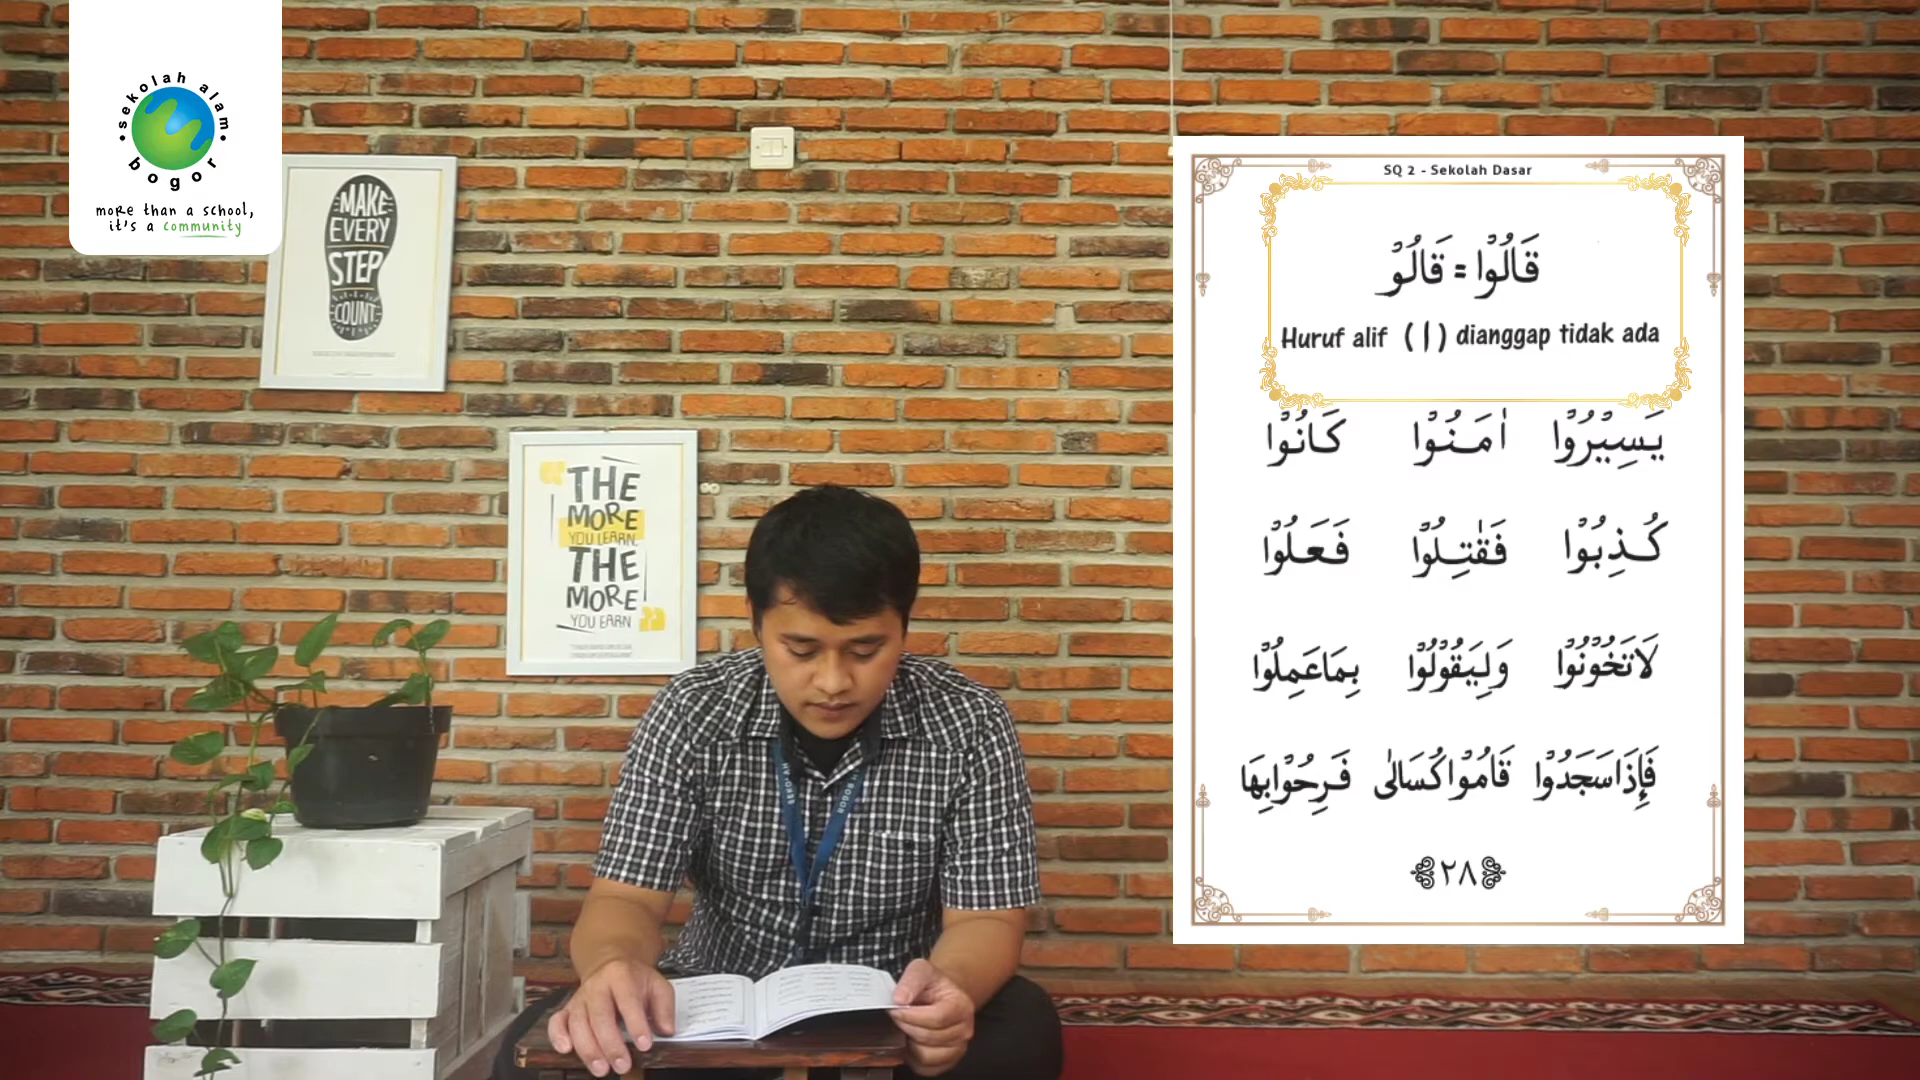 sekolah alam
bogor
more than a school,
it's a community
MAKE
EVERY
STEP
COUNT
THE
MORE
YOU LEARN,
THE
MORE
YOU EARN
SQ 2 - Sekolah Dasar
قَالُوْا = قَالُوْ
Huruf alif ( ا ) dianggap tidak ada
يَسِيْرُوْا اٰمَنُوْا كَانُوْا
كُذِبُوْا فَقٰتِلُوْا فَعَلُوْا
لَاتَخُوْنُوْا وَلِيَقُوْلُوْا بِمَاعَمِلُوْا
فَإِذَاسَجَدُوْا قَامُوْاكُسَالٰى فَرِحُوْابِهَا
٢٨